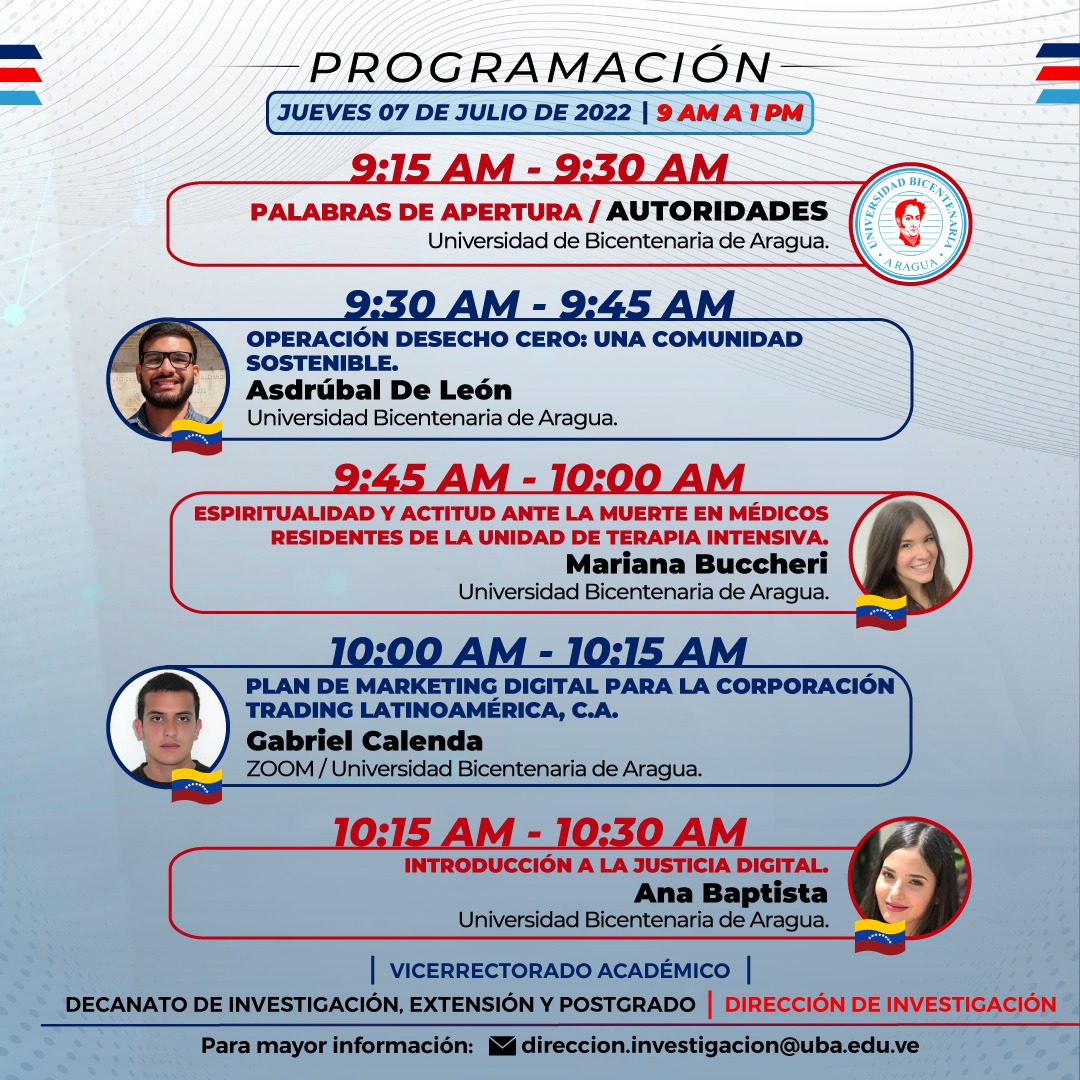 PROGRAMACIÓN
JUEVES 07 DE JULIO DE 2022 | 9 AM A 1 PM
9:15 AM - 9:30 AM
PALABRAS DE APERTURA / AUTORIDADES
Universidad de Bicentenaria de Aragua.
UNIVERSIDAD BICENTENARIA
ARAGUA
9:30 AM - 9:45 AM
OPERACIÓN DESECHO CERO: UNA COMUNIDAD
SOSTENIBLE.
Asdrúbal De León
Universidad Bicentenaria de Aragua.
9:45 AM - 10:00 AM
ESPIRITUALIDAD Y ACTITUD ANTE LA MUERTE EN MÉDICOS
RESIDENTES DE LA UNIDAD DE TERAPIA INTENSIVA.
Mariana Buccheri
Universidad Bicentenaria de Aragua.
10:00 AM - 10:15 AM
PLAN DE MARKETING DIGITAL PARA LA CORPORACIÓN
TRADING LATINOAMÉRICA, C.A.
Gabriel Calenda
ZOOM / Universidad Bicentenaria de Aragua.
10:15 AM - 10:30 AM
INTRODUCCIÓN A LA JUSTICIA DIGITAL.
Ana Baptista
Universidad Bicentenaria de Aragua.
| VICERRECTORADO ACADÉMICO |
DECANATO DE INVESTIGACIÓN, EXTENSIÓN Y POSTGRADO | DIRECCIÓN DE INVESTIGACIÓN
Para mayor información: direccion.investigacion@uba.edu.ve